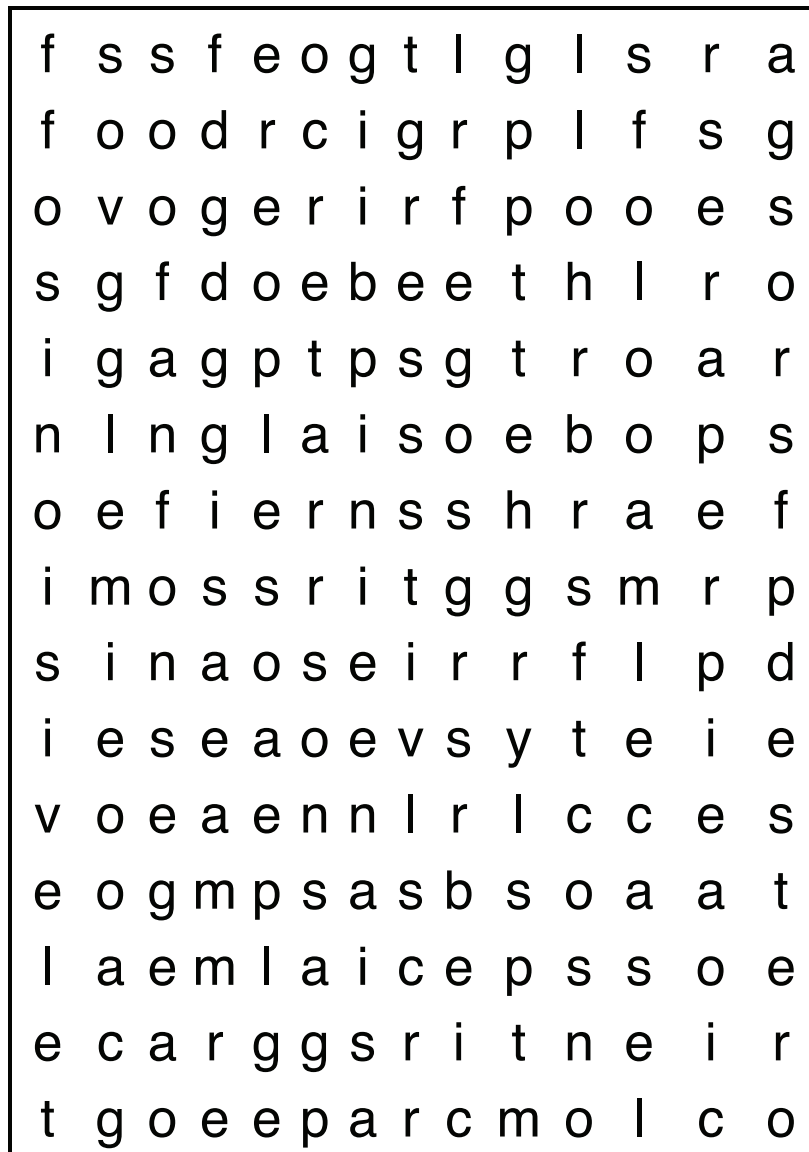 f s s f e o g t l g l s r a
f o o d r c i g r p l f s g
o v o g e r i r f p o o e s
s g f d o e b e e t h l r o
i g a g p t p s g t r o a r
n l n g l a i s o e b o p s
o e f i e r n s s h r a e f
i m o s s r i t g g s m r p
s i n a o s e i r r f l p d
i e s e a o e v s y t e i e
v o e a e n n l r l c c e s
e o g m p s a s b s o a a t
l a e m l a i c e p s s o e
e c a r g g s r i t n e i r
t g o e e p a r c m o l c o